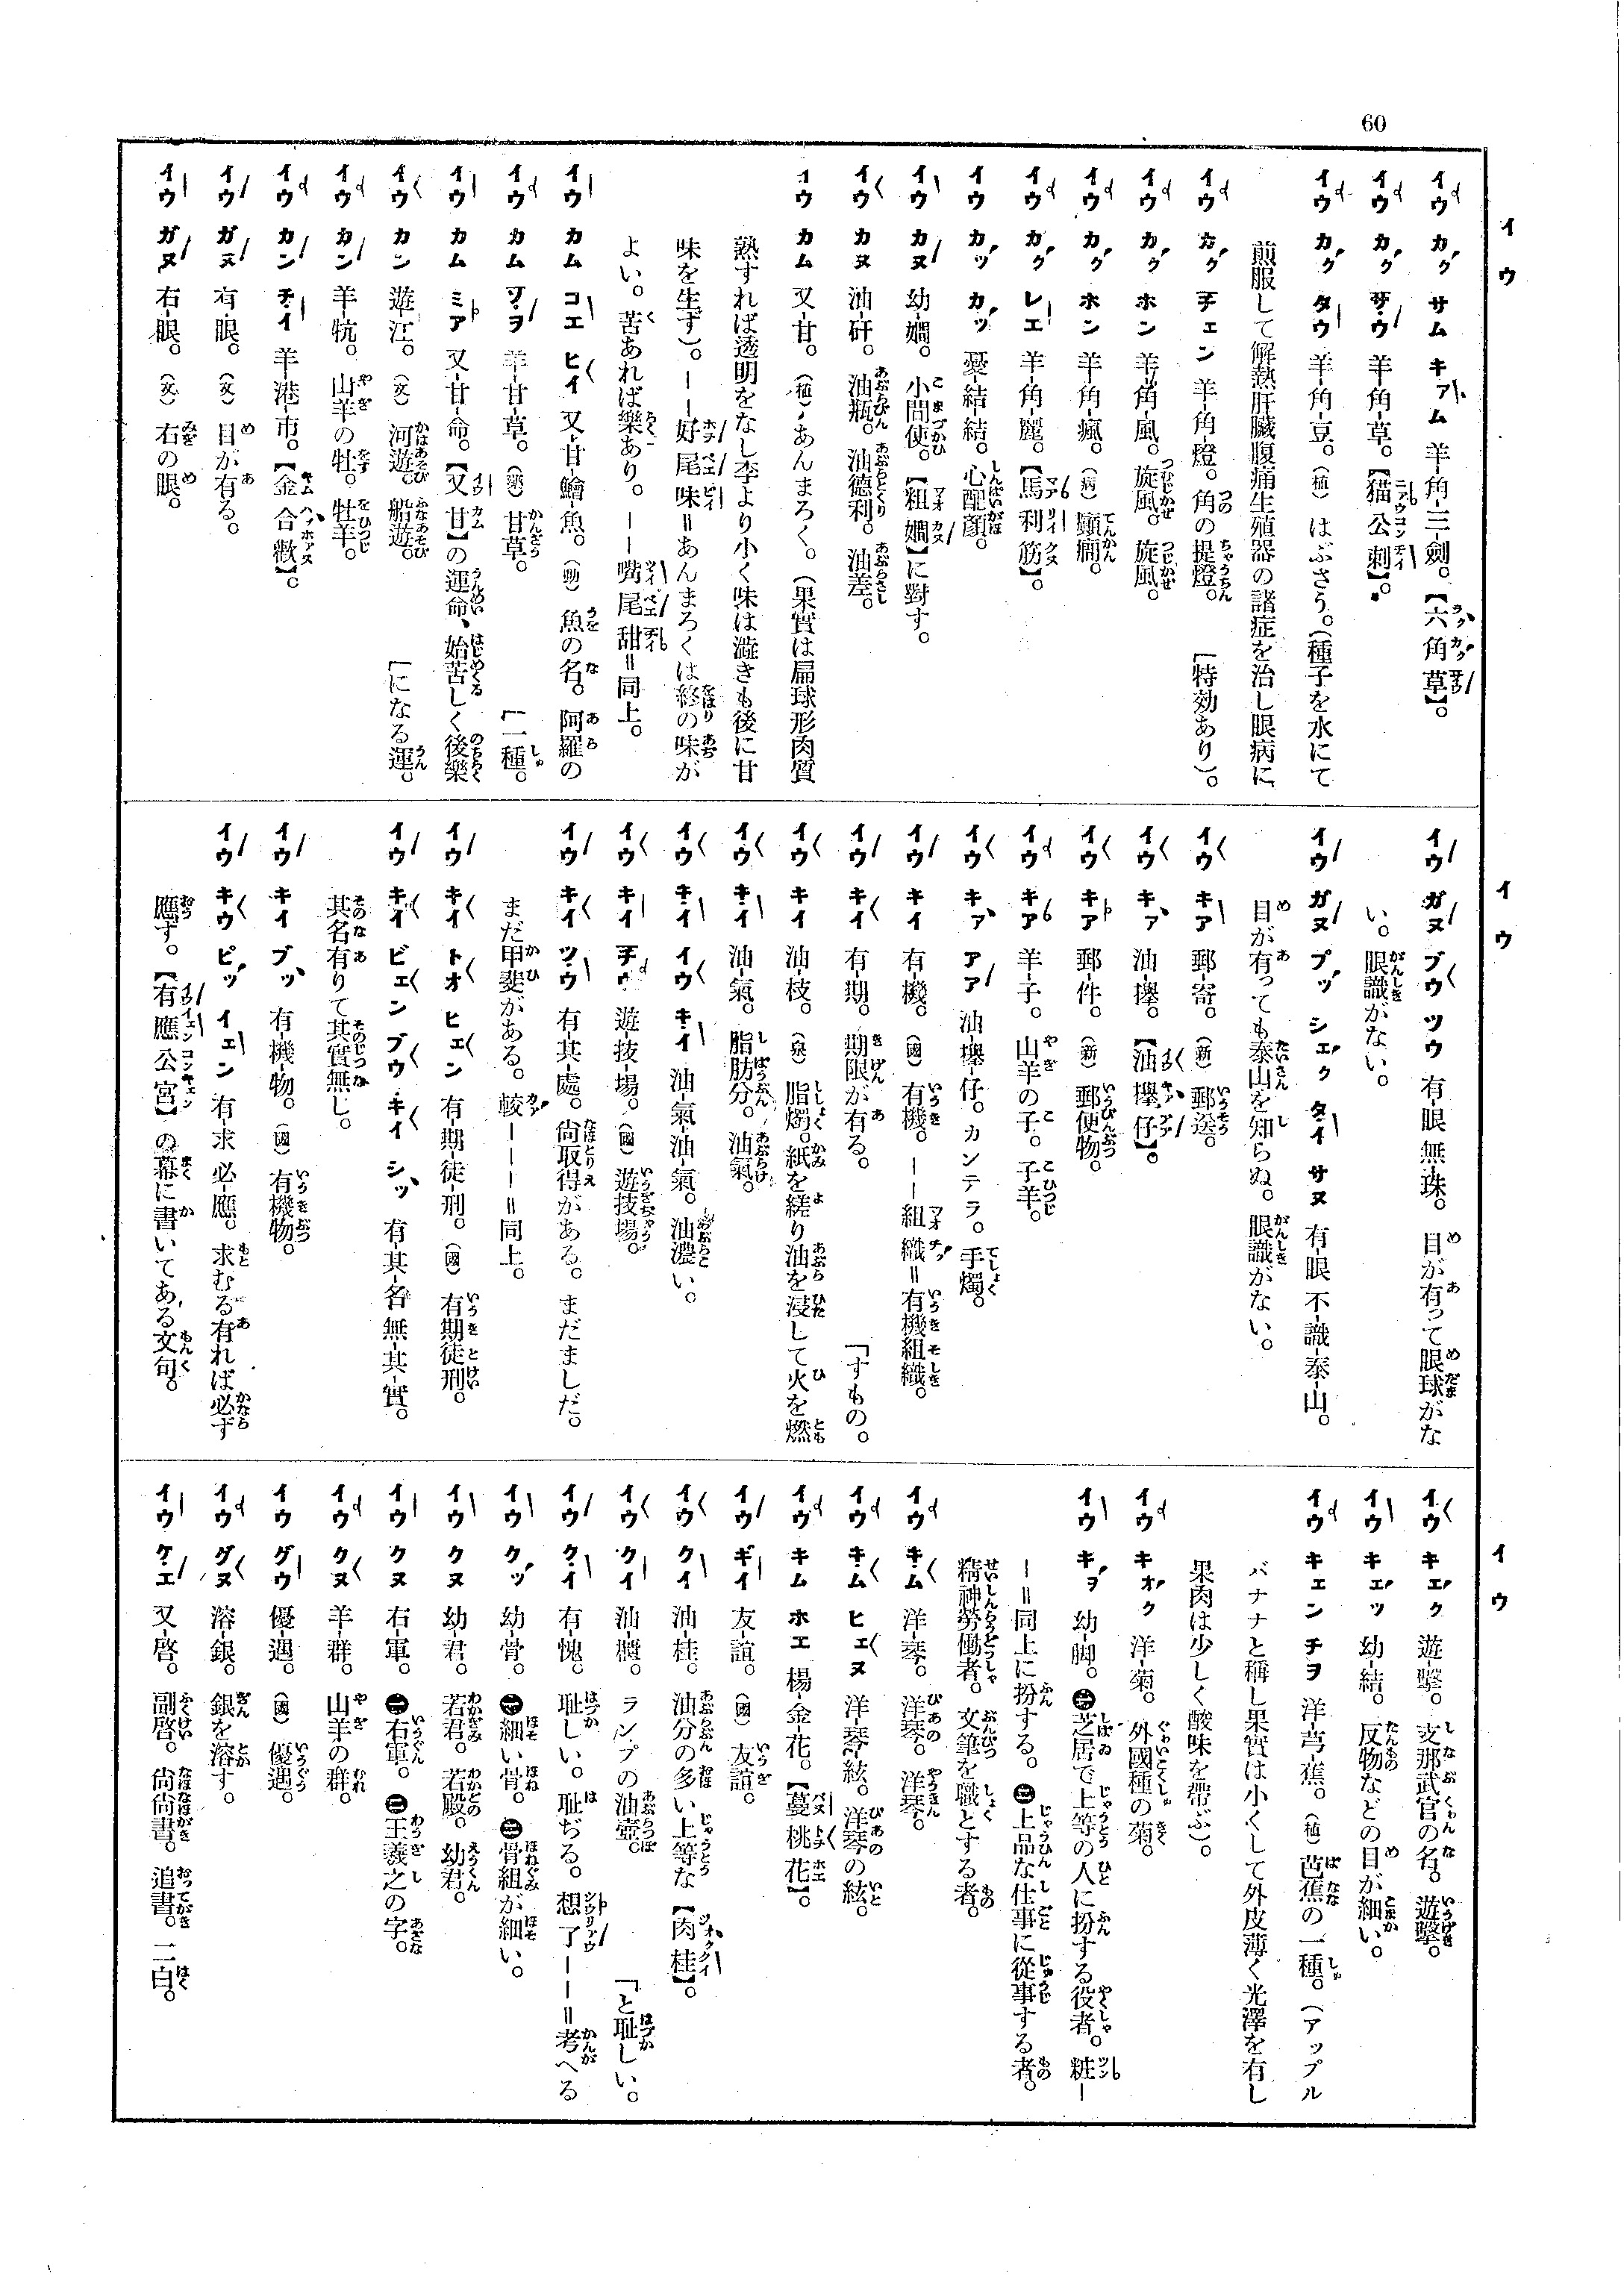 60
イウ
イウ カク サム キアム 羊-角-三-劍。【六角草】。
イウ カク サウ 羊-角-草。【猫公刺】。
イウ カク タウ 羊-角-豆。(植) はぶさう。(種子を水にて
煎服して解熱肝臟腹痛生殖器の諸症を治し眼病に
イウ カク チェン 羊-角-燈。角の提燈。 [特効あり)。
イウ カク ホン 羊-角-風。旋風。旋風。
イウ カク ホン 羊-角-瘋。(病) 癲癇。
イウ カク レエ 羊-角-麗。【馬利筋】。
イウ カッ カッ 憂-結-結。心配顏。
イウ カヌ 幼-嫺。小間使。【粗嫺】に對す。
イウ カヌ 油-矸。油瓶。油德利。油差。
イウ カム 又-甘。(植) あんまろく。(果實は扁球形肉質
熟すれば透明をなし李より小く味は澁きも後に甘
味を生ず)。ーー好尾味=あんまろくは終の味が
よい。苦あれば樂あり。ーー嘴尾甜=同上。
イウ カム コエ ヒイ 又-甘-鱠-魚。(動) 魚の名。阿羅の
イウ カム ツヲ 羊-甘-草。(藥) 甘草。 [一種。
イウ カム ミア 又-甘-命。【又甘】の運命、始苦しく後樂
イウ カン 遊-江。(文) 河遊。船遊。 [になる運。
イウ カン 羊-牨。山羊の牡。牡羊。
イウ カン チイ 羊-港-市。【金合歡】。
イウ ガヌ 有-眼。(文) 目が有る。
イウ ガヌ 右-眼。(文) 右の眼。
イウ
イウ ガヌ ブウ ツウ 有-眼 無-珠。目が有って眼球がな
い。眼識がない。
イウ ガヌ プッ シェク タイ サヌ 有-眼 不-識-泰-山。
目が有っても泰山を知らぬ。眼識がない。
イウ キア 郵-寄。(新) 郵送。
イウ キァ 油-㩮。【油㩮仔】。
イウ キア 郵-件。(新) 郵便物。
イウ キア 羊-子。山羊の子。子羊。
イウ キァ アア 油-㩮-仔。カンテラ。手燭。
イウ キイ 有-機。(國) 有機。ーー組織=有機組織。
イウ キイ 有-期。期限が有る。 [すもの。
イウ キイ 油-枝。(泉) 脂燭。紙を縒り油を浸して火を燃
イウ キイ 油-氣。脂肪分。油氣。
イウ キイ イウ キイ 油-氣-油-氣。油濃い。
イウ キイ チウ 遊-技-場。(國) 遊技場。
イウ キイ ツウ 有-其-處。尙取得がある。まだましだ。
まだ甲斐がある。較ーーー=同上。
イウ キイ トオ ヒェン 有-期-徒-刑。(國) 有期徒刑。
イウ キイ ビェン ブウ キイ シッ 有-其-名 無-其-實。
其名有りて其實無し。
イウ キイ ブッ 有-機-物。(國) 有機物。
イウ キウ ピッ イェン 有-求 必-應。求むる有れば必ず
應ず。【有應公宮】の幕に書いてある文句。
イウ
イウ キェク 遊-擊。支那武官の名。遊擊。
イウ キェッ 幼-結。反物などの目が細い。
イウ キェン チヲ 洋-芎-蕉。(植) 芭蕉の一種。(アップル
バナナと稱し果實は小くして外皮薄く光澤を有し
果肉は少しく酸味を帶ぶ)。
イウ キォク 洋-菊。外國種の菊。
イウ キヲ 幼-脚。㊀芝居で上等の人に扮する役者。粧ー
ー=同上に扮する。㊁上品な仕事に從事する者。
精神勞働者。文筆を職とする者。
イウ キム 洋-琴。洋琴。洋琴。
イウ キム ヒェヌ 洋-琴-絃。洋琴の絃。
イウ キム ホエ 楊-金-花。【蔓桃花】。
イウ ギイ 友-誼。(國) 友誼。
イウ クイ 油-桂。油分の多い上等な【肉桂】。
イウ クイ 油-櫃。ランプの油壺。 [と耻しい。
イウ クイ 有-愧。耻しい。耻ぢる。想了ーー=考へる
イウ クッ 幼-骨。㊀細い骨。㊁骨組が細い。
イウ クヌ 幼-君。若君。若殿。幼君。
イウ クヌ 右-軍。㊀右軍。㊁王羲之の字。
イウ クヌ 羊-群。山羊の群。
イウ グウ 優-遇。(國) 優遇。
イウ グヌ 溶-銀。銀を溶す。
イウ ケエ 又-啓。副啓。尙尙書。追書。二白。